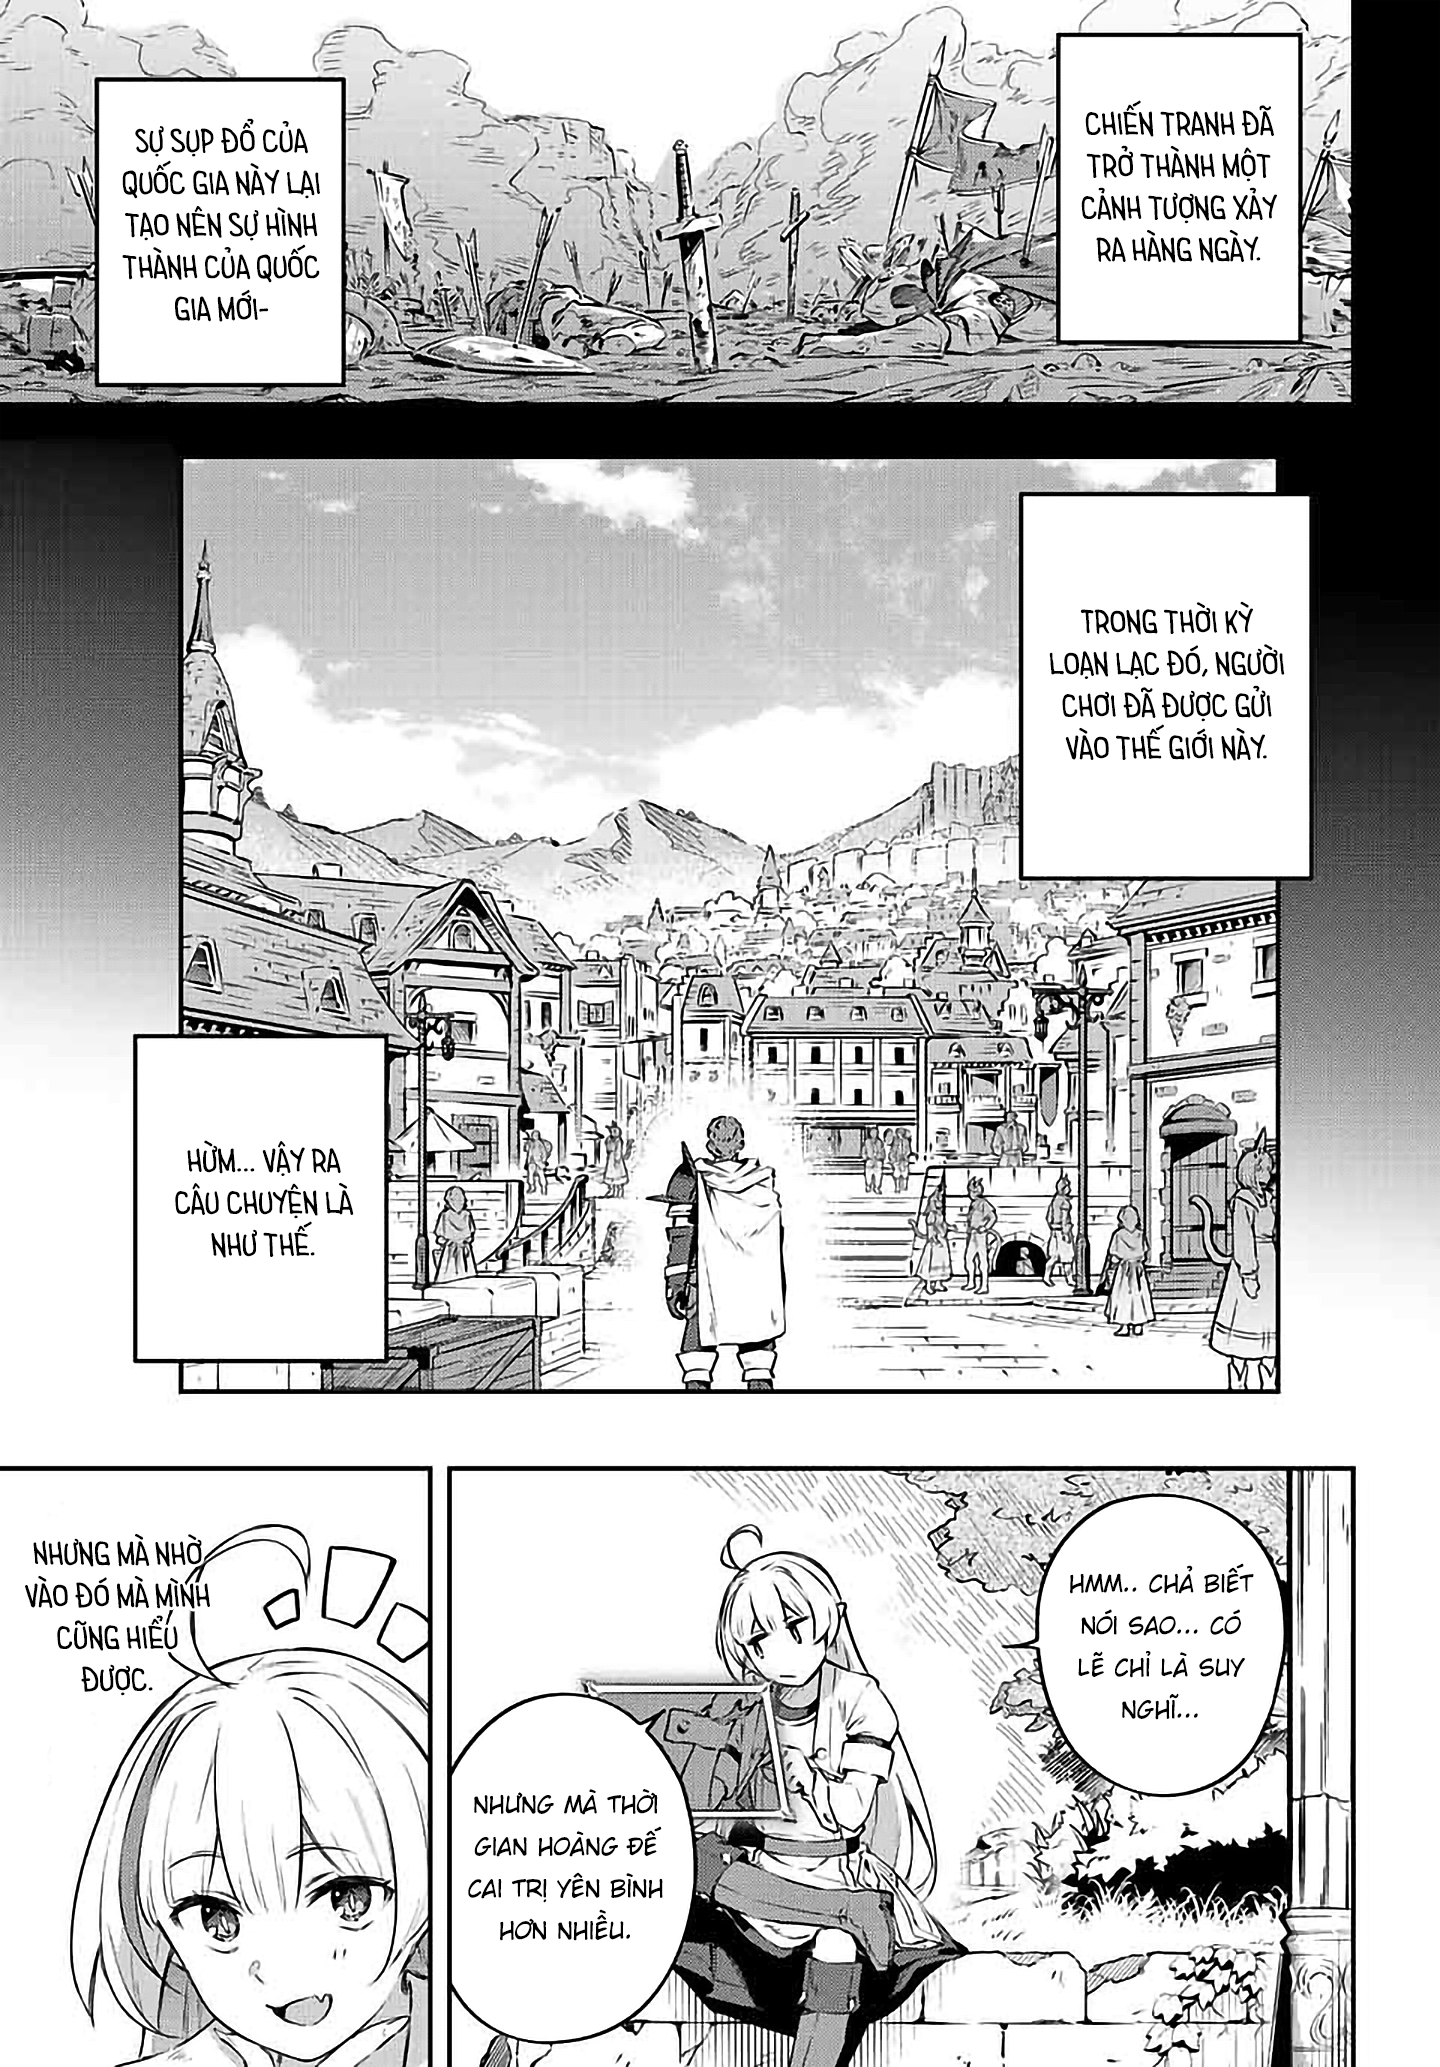 CHIẾN TRANH ĐÃ
TRỞ THÀNH MỘT
CẢNH TƯỢNG XẢY
RA HÀNG NGÀY.
SỰ SỤP ĐỔ CỦA
QUỐC GIA NÀY LẠI
TẠO NÊN SỰ HÌNH
THÀNH CỦA QUỐC
GIA MỚI-
TRONG THỜI KỲ
LOẠN LẠC ĐÓ, NGƯỜI
CHƠI ĐÃ ĐƯỢC GỬI
VÀO THẾ GIỚI NÀY.
HỪM... VẬY RA
CÂU CHUYỆN LÀ
NHƯ THẾ.
HMM.. CHẢ BIẾT
NÓI SAO... CÓ
LẼ CHỈ LÀ SUY
NGHĨ...
NHƯNG MÀ THỜI
GIAN HOÀNG ĐẾ
CAI TRỊ YÊN BÌNH
HƠN NHIỀU.
NHƯNG MÀ NHỜ
VÀO ĐÓ MÀ MÌNH
CŨNG HIỂU
ĐƯỢC.